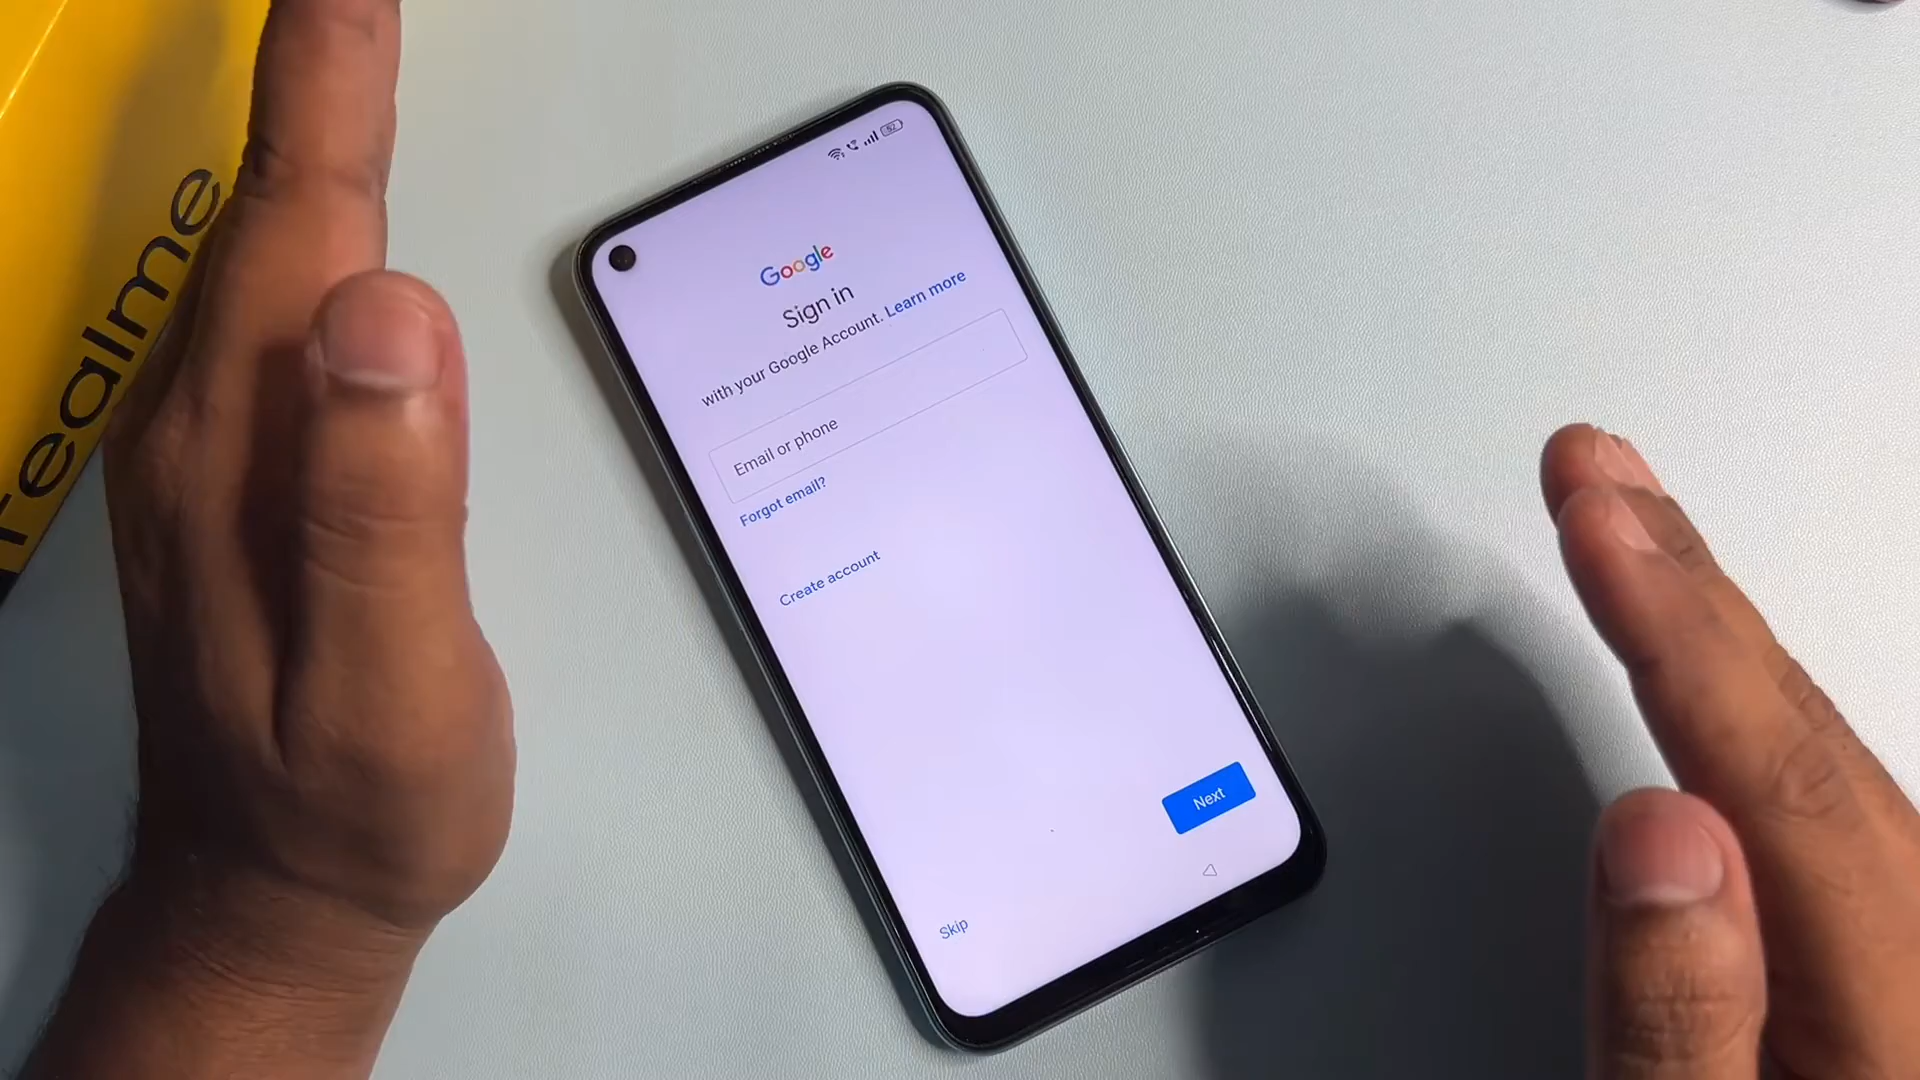 realme
52
Google
Sign in
with your Google Account. Learn more
Email or phone
Forgot email?
Create account
Next
Skip